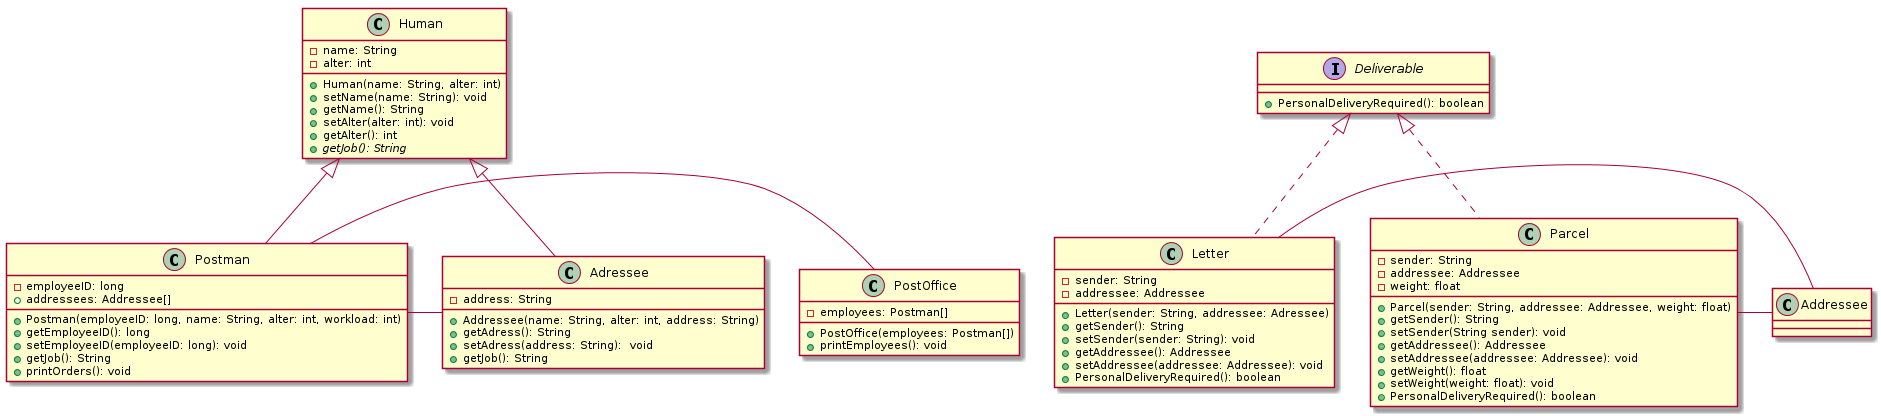 C Human
name: String
alter: int
Human(name: String, alter: int)
setName(name: String): void
getName(): String
setAlter(alter: int): void
getAlter(): int
getJob(): String
I Deliverable
PersonalDeliveryRequired(): boolean
C Postman
employeeID: long
addressees: Addressee[]
Postman(employeeID: long, name: String, alter: int, workload: int)
getEmployeeID(): long
setEmployeeID(employeeID: long): void
getJob(): String
printOrders(): void
C Adressee
address: String
Addressee(name: String, alter: int, address: String)
getAdress(): String
setAdress(address: String):  void
getJob(): String
C PostOffice
employees: Postman[]
PostOffice(employees: Postman[])
printEmployees(): void
C Letter
sender: String
addressee: Addressee
Letter(sender: String, addressee: Adressee)
getSender(): String
setSender(sender: String): void
getAddressee(): Addressee
setAddressee(addressee: Addressee): void
PersonalDeliveryRequired(): boolean
C Parcel
sender: String
addressee: Addressee
weight: float
Parcel(sender: String, addressee: Addressee, weight: float)
getSender(): String
setSender(String sender): void
getAddressee(): Addressee
setAddressee(addressee: Addressee): void
getWeight(): float
setWeight(weight: float): void
PersonalDeliveryRequired(): boolean
C Addressee